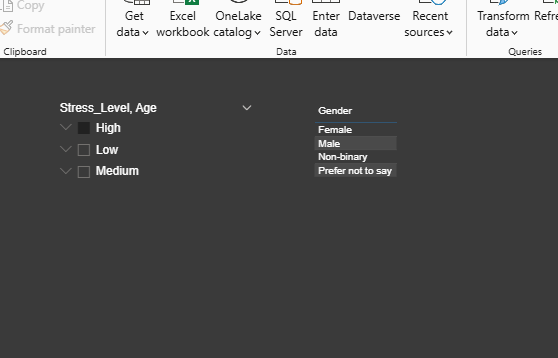 Copy
Format painter
Clipboard
Get
data
Excel
workbook
OneLake
catalog
SQL
Server
Enter
data
Dataverse
Recent
sources
Data
Transform
data
Refre
Queries
Stress_Level, Age
High
Low
Medium
Gender
Female
Male
Non-binary
Prefer not to say